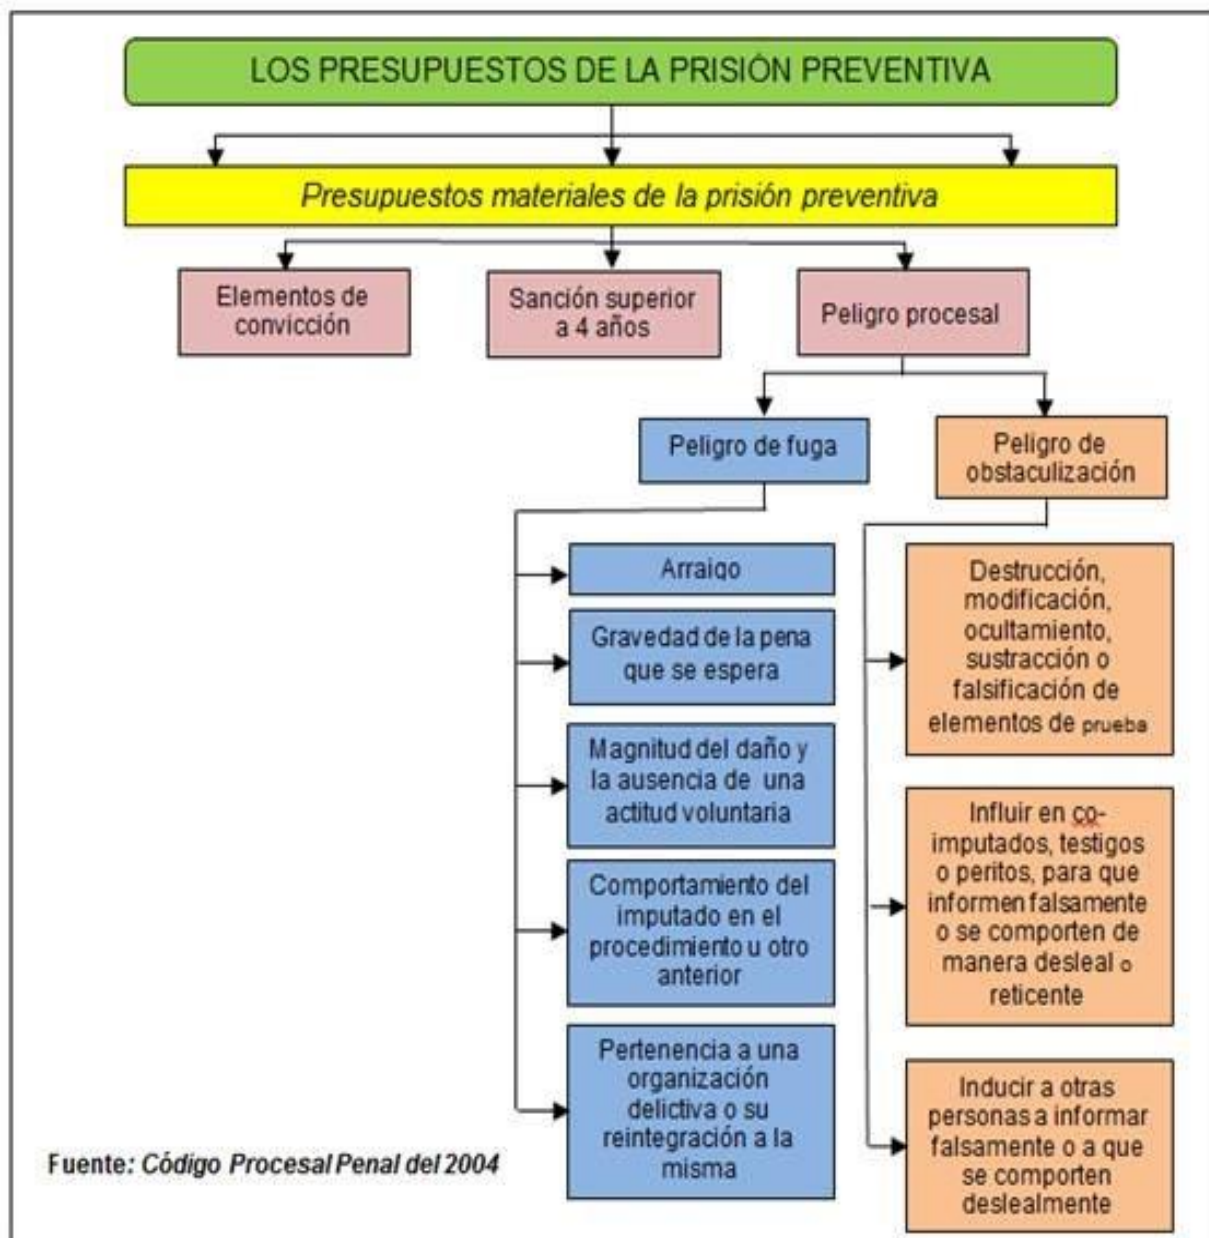 LOS PRESUPUESTOS DE LA PRISIÓN PREVENTIVA
Presupuestos materiales de la prisión preventiva
Elementos de
convicción
Sanción superior
a 4 años
Peligro procesal
Peligro de fuga
Peligro de
obstaculización
Arraigo
Gravedad de la pena
que se espera
Magnitud del daño y
la ausencia de una
actitud voluntaria
Comportamiento del
imputado en el
procedimiento u otro
anterior
Pertenencia a una
organización
delictiva o su
reintegración a la
misma
Destrucción,
modificación,
ocultamiento,
sustracción o
falsificación de
elementos de prueba
Influir en co-
imputados, testigos
o peritos, para que
informen falsamente
o se comporten de
manera desleal o
reticente
Inducir a otras
personas a informar
falsamente o a que
se comporten
deslealmente
Fuente: Código Procesal Penal del 2004